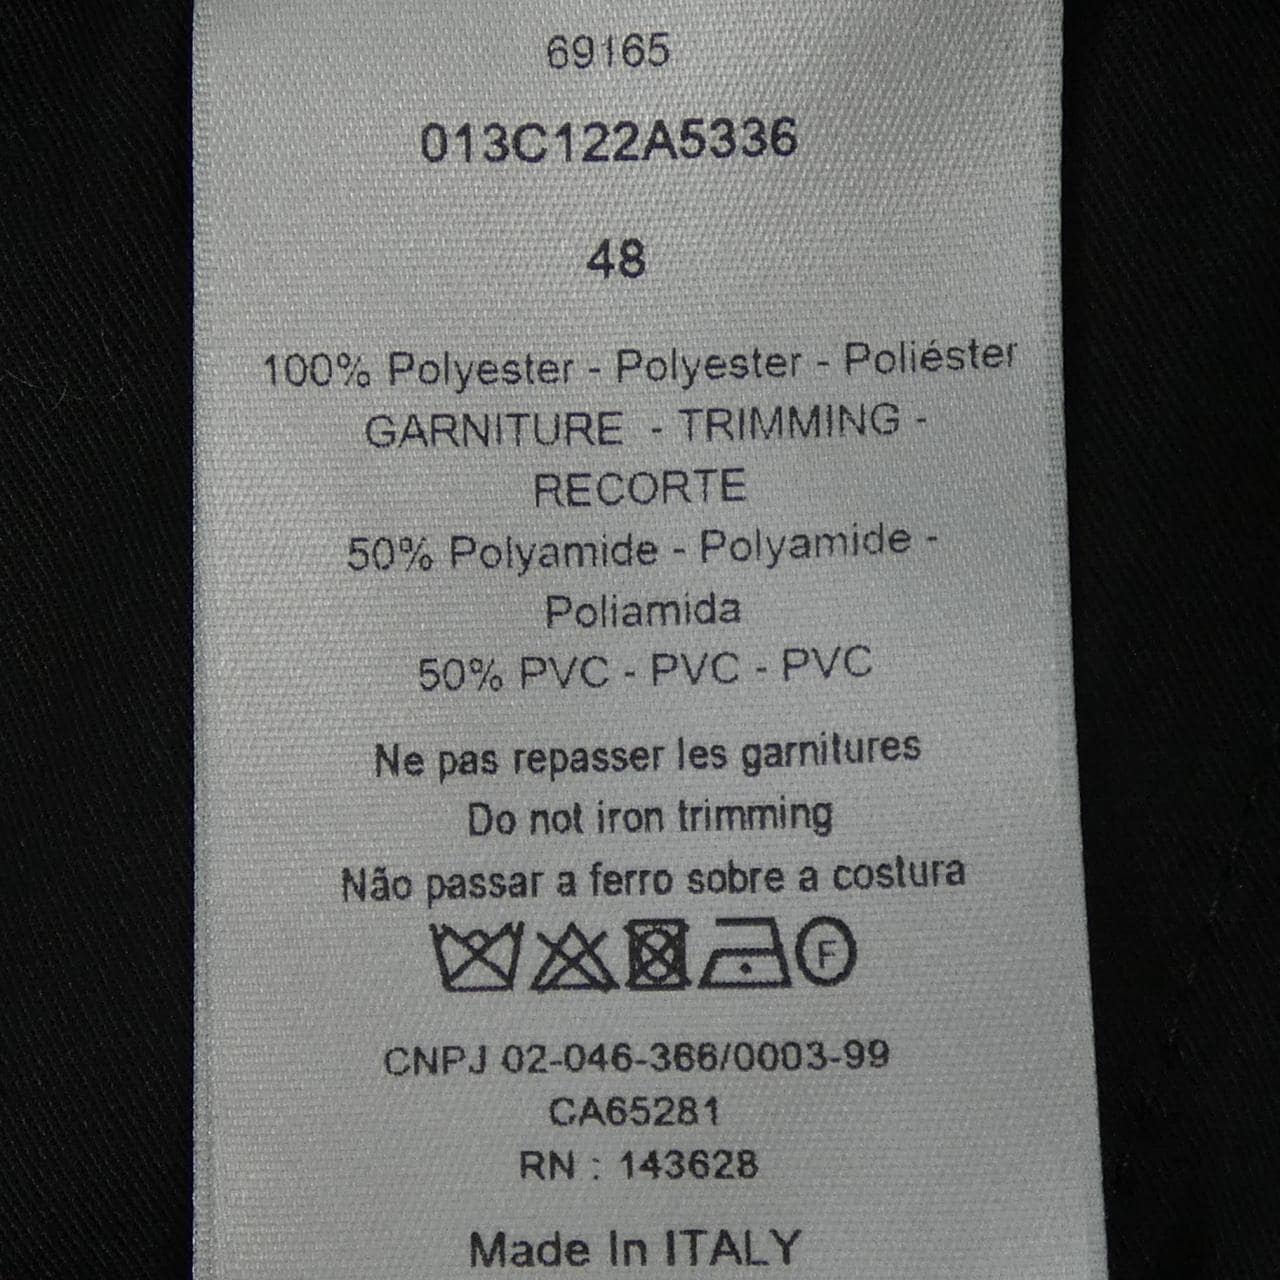 69165
013C122A5336
48
100% Polyester - Polyester - Poliéster
GARNITURE - TRIMMING -
RECORTE
50% Polyamide - Polyamide -
Poliamida
50% PVC - PVC - PVC
Ne pas repasser les garnitures
Do not iron trimming
Não passar a ferro sobre a costura
F
CNPJ 02-046-366/0003-99
CA65281
RN : 143628
Made In ITALY